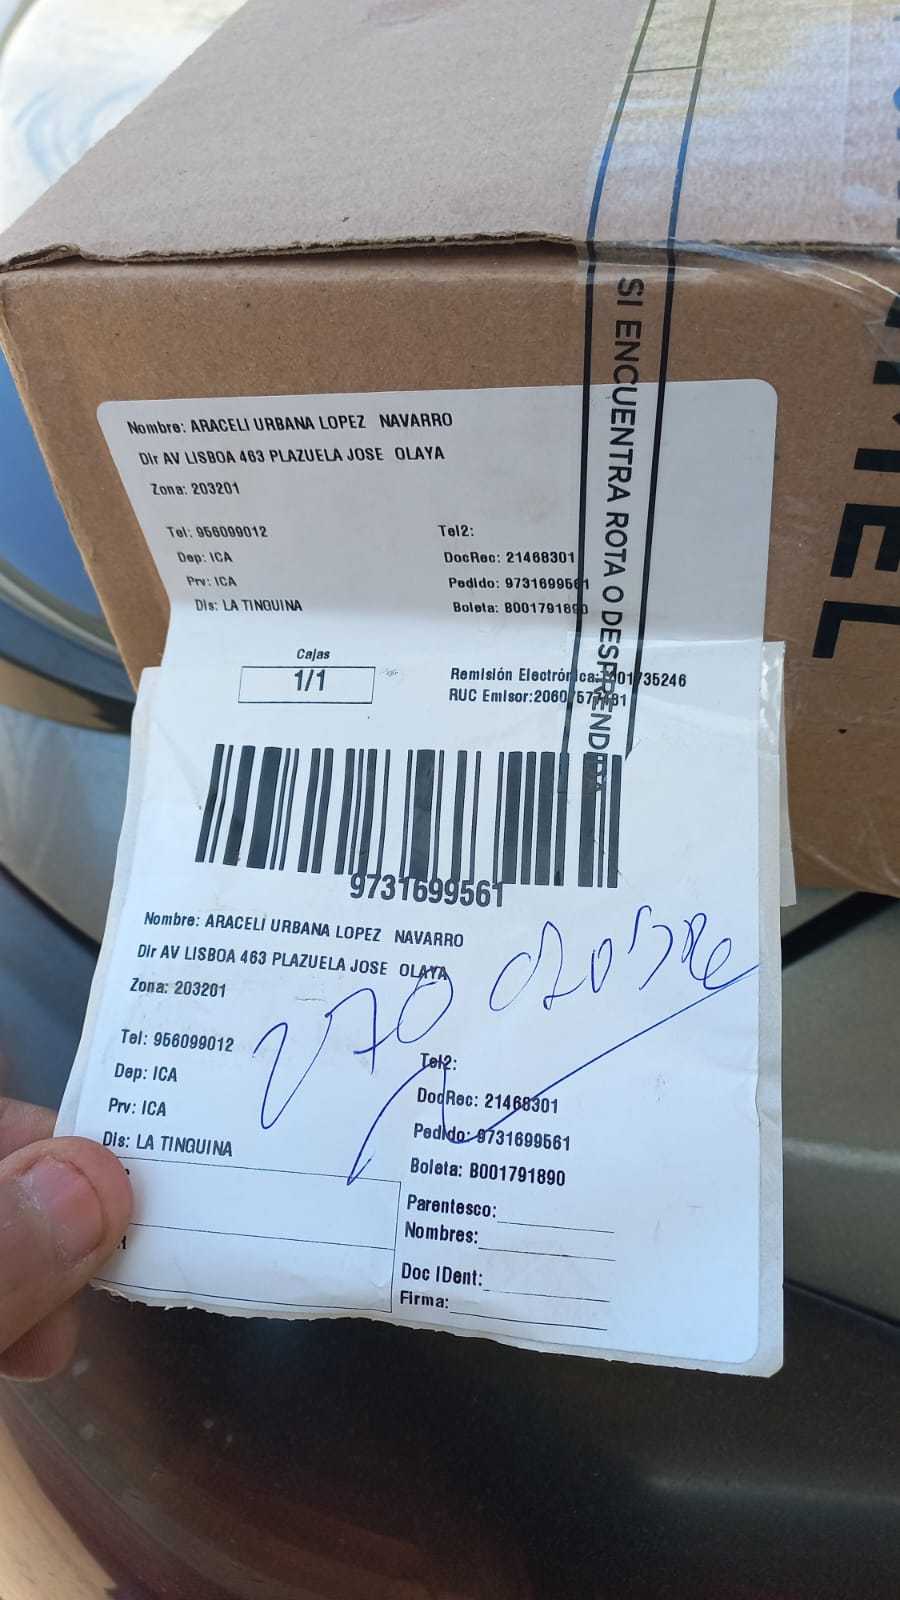 Nombre: ARACELI URBANA LOPEZ NAVARRO
Dir AV LISBOA 463 PLAZUELA JOSE OLAYA
Zona: 203201
Tel: 956099012 Tel2:
Dep: ICA DocRec: 21468301
Prv: ICA Pedido: 9731699561
Dis: LA TINGUINA Boleta: B001791890
Cajas
1/1
Remisión Electrónica:
RUC Emisor:
SI ENCUENTRA ROTA O DESPRENDIDA
9731699561
Nombre: ARACELI URBANA LOPEZ NAVARRO
Dir AV LISBOA 463 PLAZUELA JOSE OLAYA
Zona: 203201
Tel: 956099012 Tel2:
Dep: ICA DocRec: 21468301
Prv: ICA Pedido: 9731699561
Dis: LA TINGUINA Boleta: B001791890
Parentesco:
Nombres:
Doc IDent:
Firma: